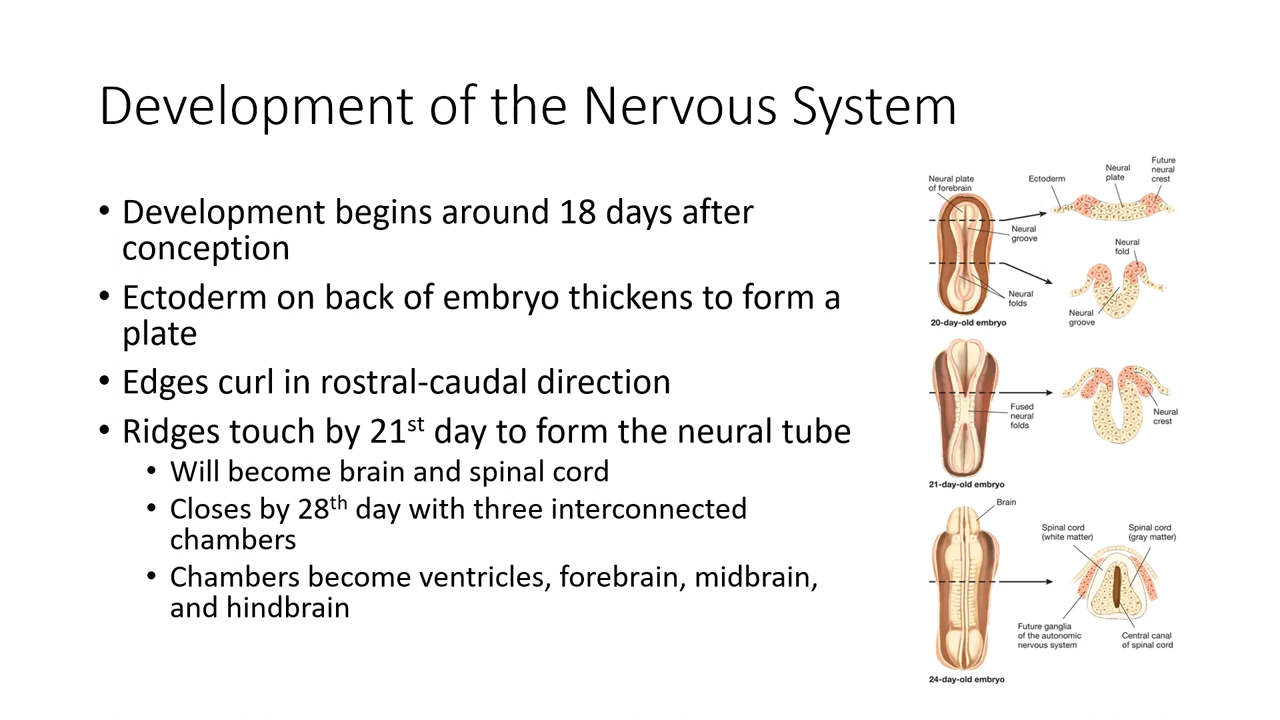 Development of the Nervous System
• Development begins around 18 days after
conception
• Ectoderm on back of embryo thickens to form a
plate
• Edges curl in rostral-caudal direction
• Ridges touch by 21st day to form the neural tube
• Will become brain and spinal cord
• Closes by 28th day with three interconnected
chambers
• Chambers become ventricles, forebrain, midbrain,
and hindbrain
Neural plate
of forebrain
Ectoderm
Neural
plate
Future
neural
crest
Neural
groove
Neural
fold
Neural
folds
Neural
groove
20-day-old embryo
Fused
neural
folds
Neural
crest
21-day-old embryo
Brain
Spinal cord
(white matter)
Spinal cord
(gray matter)
Future ganglia
of the autonomic
nervous system
Central canal
of spinal cord
24-day-old embryo